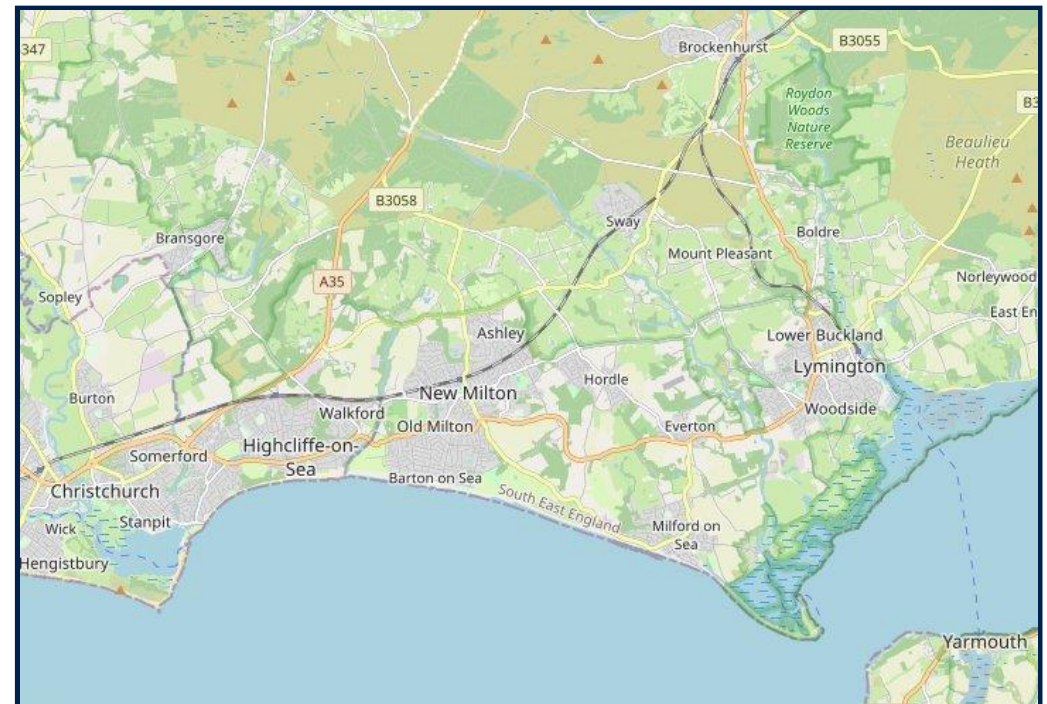 347
Brockenhurst
B3055
Roydon
Woods
Nature
Reserve
Beaulieu
Heath
B3058
Sway
Boldre
Bransgore
Mount Pleasant
A35
Norleywood
Sopley
Ashley
Lower Buckland
Lymington
New Milton
Hordle
Burton
Walkford
Woodside
Old Milton
Everton
Highcliffe-on-
Sea
Somerford
Barton on Sea
Christchurch
South East England
Stanpit
Wick
Milford on
Sea
Hengistbury
Yarmouth